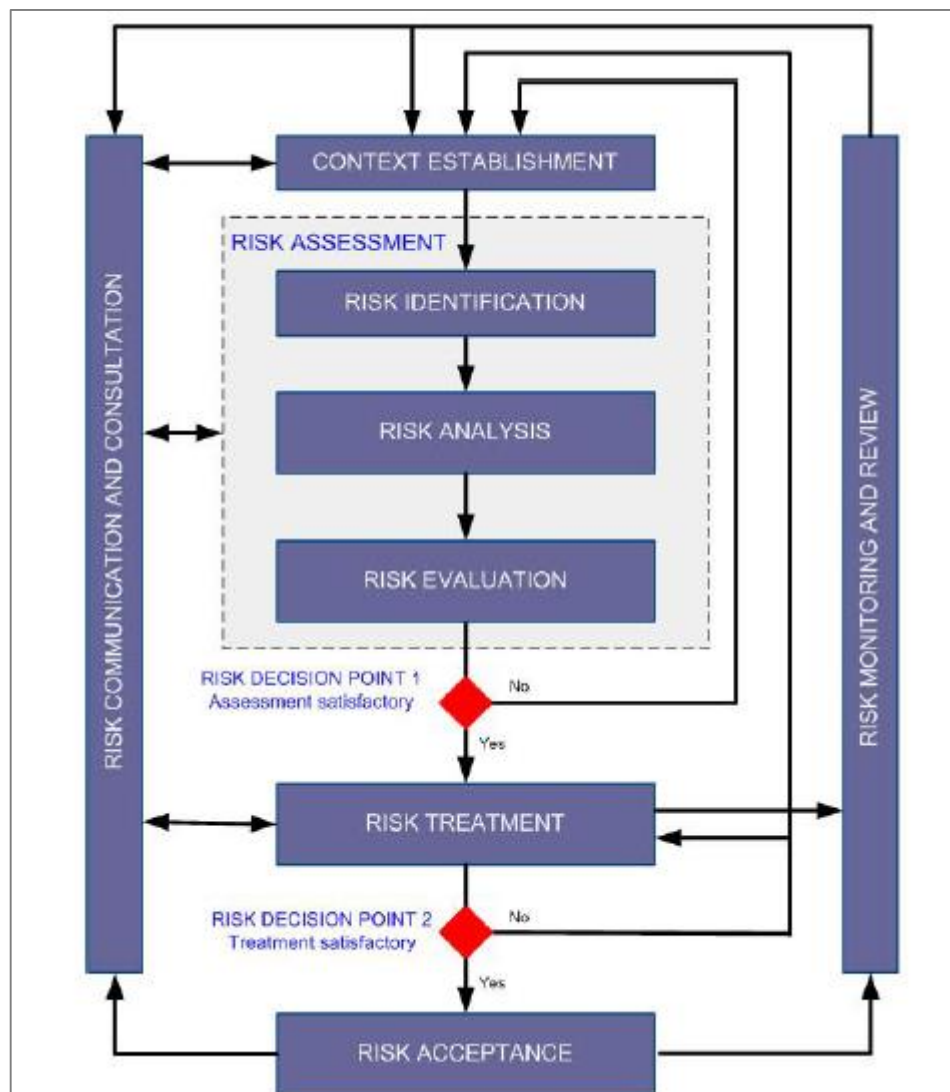 CONTEXT ESTABLISHMENT
RISK ASSESSMENT
RISK IDENTIFICATION
RISK ANALYSIS
RISK EVALUATION
RISK DECISION POINT 1
Assessment satisfactory
No
Yes
RISK TREATMENT
RISK DECISION POINT 2
Treatment satisfactory
No
Yes
RISK ACCEPTANCE
RISK COMMUNICATION AND CONSULTATION
RISK MONITORING AND REVIEW